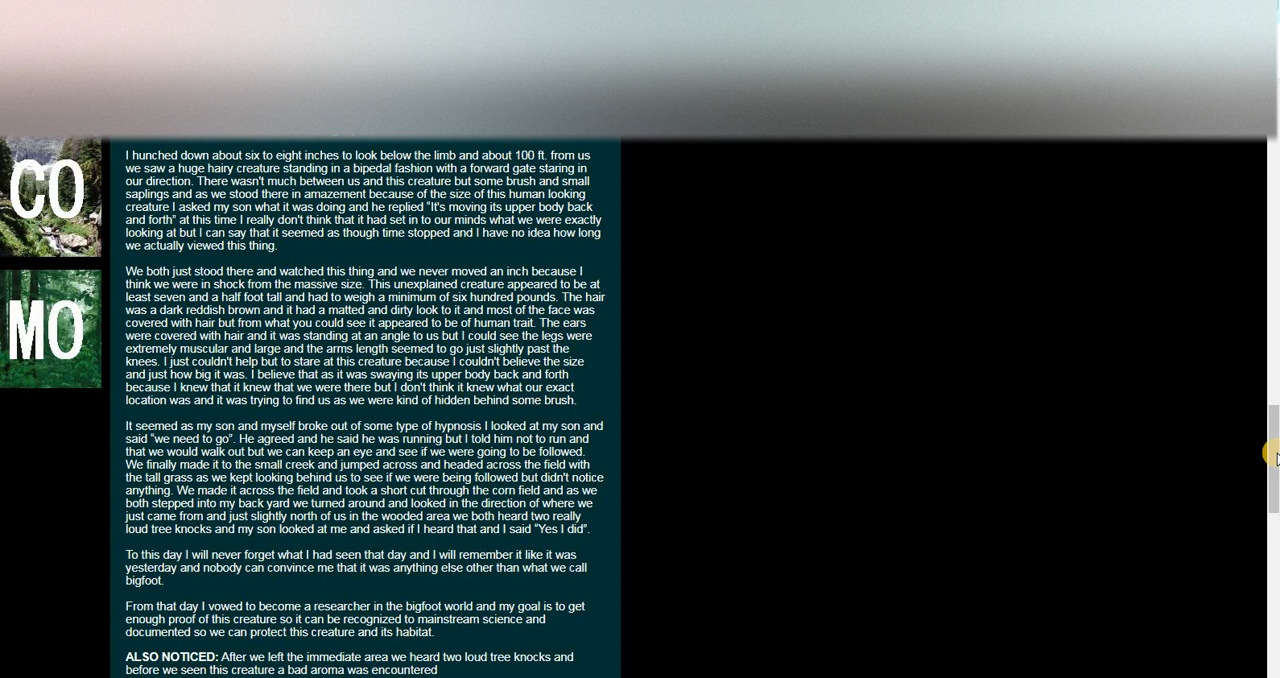 CO
MO
I hunched down about six to eight inches to look below the limb and about 100 ft. from us
we saw a huge hairy creature standing in a bipedal fashion with a forward gate staring in
our direction. There wasn't much between us and this creature but some brush and small
saplings and as we stood there in amazement because of the size of this human looking
creature I asked my son what it was doing and he replied “It's moving its upper body back
and forth” at this time I really don't think that it had set in to our minds what we were exactly
looking at but I can say that it seemed as though time stopped and I have no idea how long
we actually viewed this thing.
We both just stood there and watched this thing and we never moved an inch because I
think we were in shock from the massive size. This unexplained creature appeared to be at
least seven and a half foot tall and had to weigh a minimum of six hundred pounds. The hair
was a dark reddish brown and it had a matted and dirty look to it and most of the face was
covered with hair but from what you could see it appeared to be of human trait. The ears
were covered with hair and it was standing at an angle to us but I could see the legs were
extremely muscular and large and the arms length seemed to go just slightly past the
knees. I just couldn't help but to stare at this creature because I couldn't believe the size
and just how big it was. I believe that as it was swaying its upper body back and forth
because I knew that it knew that we were there but I don't think it knew what our exact
location was and it was trying to find us as we were kind of hidden behind some brush.
It seemed as my son and myself broke out of some type of hypnosis I looked at my son and
said “we need to go”. He agreed and he said he was running but I told him not to run and
that we would walk out but we can keep an eye and see if we were going to be followed.
We finally made it to the small creek and jumped across and headed across the field with
the tall grass as we kept looking behind us to see if we were being followed but didn't notice
anything. We made it across the field and took a short cut through the corn field and as we
both stepped into my back yard we turned around and looked in the direction of where we
just came from and just slightly north of us in the wooded area we both heard two really
loud tree knocks and my son looked at me and asked if I heard that and I said “Yes I did”.
To this day I will never forget what I had seen that day and I will remember it like it was
yesterday and nobody can convince me that it was anything else other than what we call
bigfoot.
From that day I vowed to become a researcher in the bigfoot world and my goal is to get
enough proof of this creature so it can be recognized to mainstream science and
documented so we can protect this creature and its habitat.
ALSO NOTICED: After we left the immediate area we heard two loud tree knocks and
before we seen this creature a bad aroma was encountered